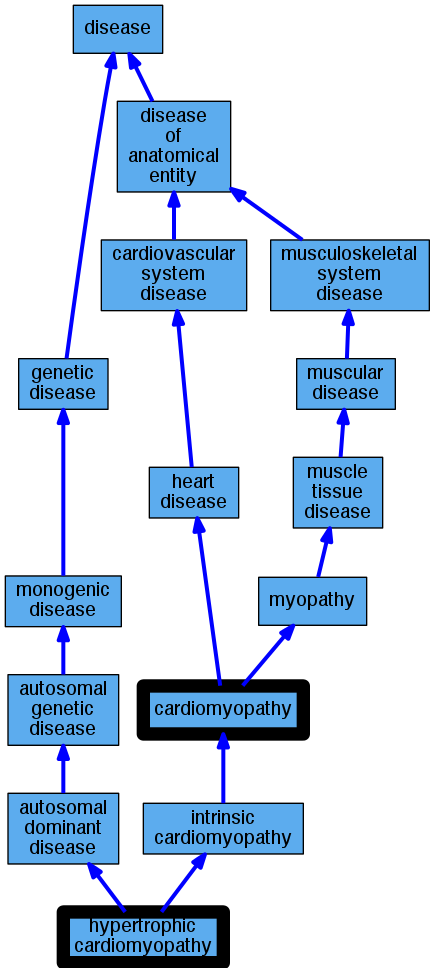 disease
disease
of
anatomical
entity
cardiovascular
system
disease
musculoskeletal
system
disease
genetic
disease
muscular
disease
heart
disease
muscle
tissue
disease
monogenic
disease
myopathy
autosomal
genetic
disease
cardiomyopathy
autosomal
dominant
disease
intrinsic
cardiomyopathy
hypertrophic
cardiomyopathy